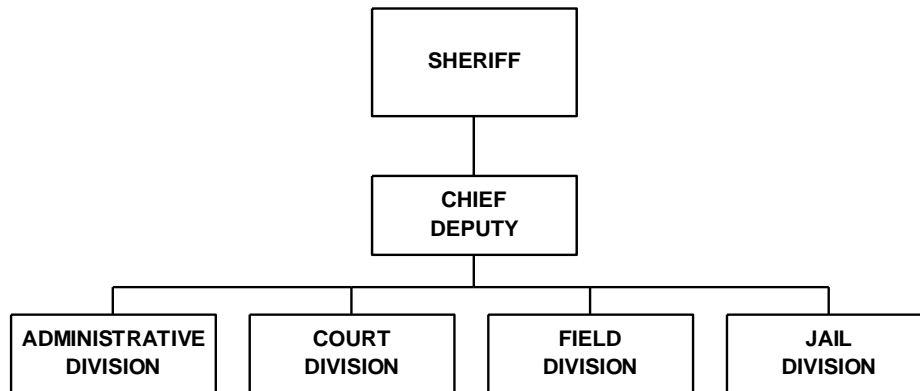 SHERIFF
CHIEF
DEPUTY
ADMINISTRATIVE
DIVISION
COURT
DIVISION
FIELD
DIVISION
JAIL
DIVISION